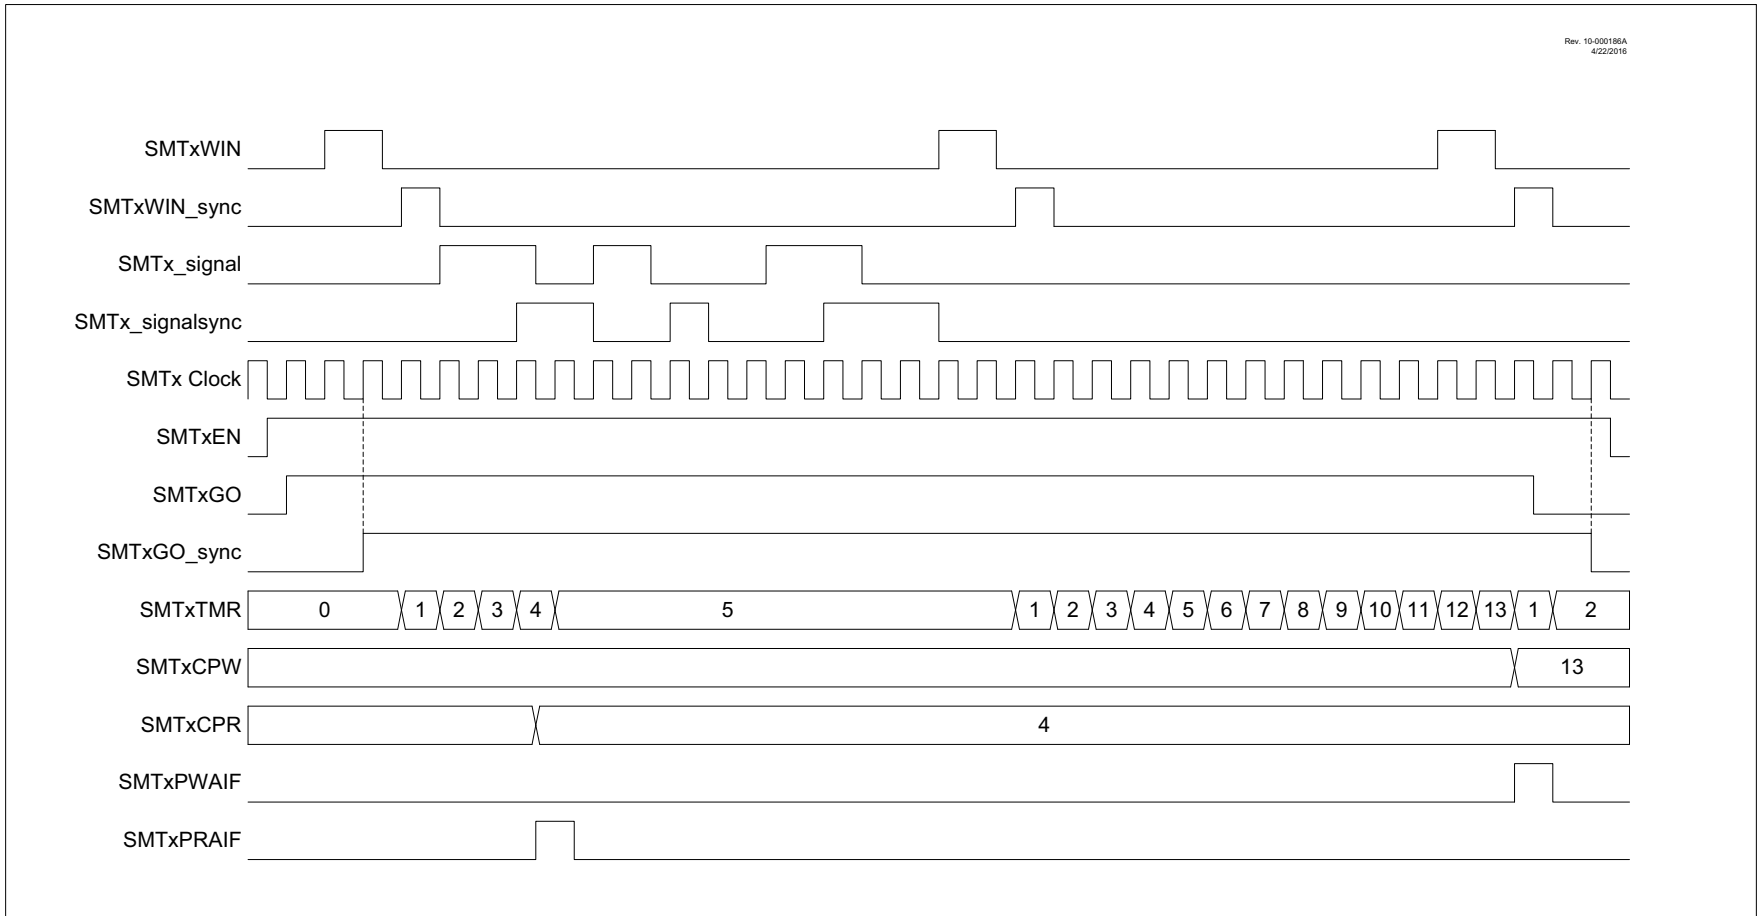 Rev. 10-000186A
4/22/2016
SMTxWIN
SMTxWIN_sync
SMTx_signal
SMTx_signalsync
SMTx Clock
SMTxEN
SMTxGO
SMTxGO_sync
SMTxTMR 0 1 2 3 4 5 1 2 3 4 5 6 7 8 9 10 11 12 13 1 2
SMTxCPW 13
SMTxCPR 4
SMTxPWAIF
SMTxPRAIF